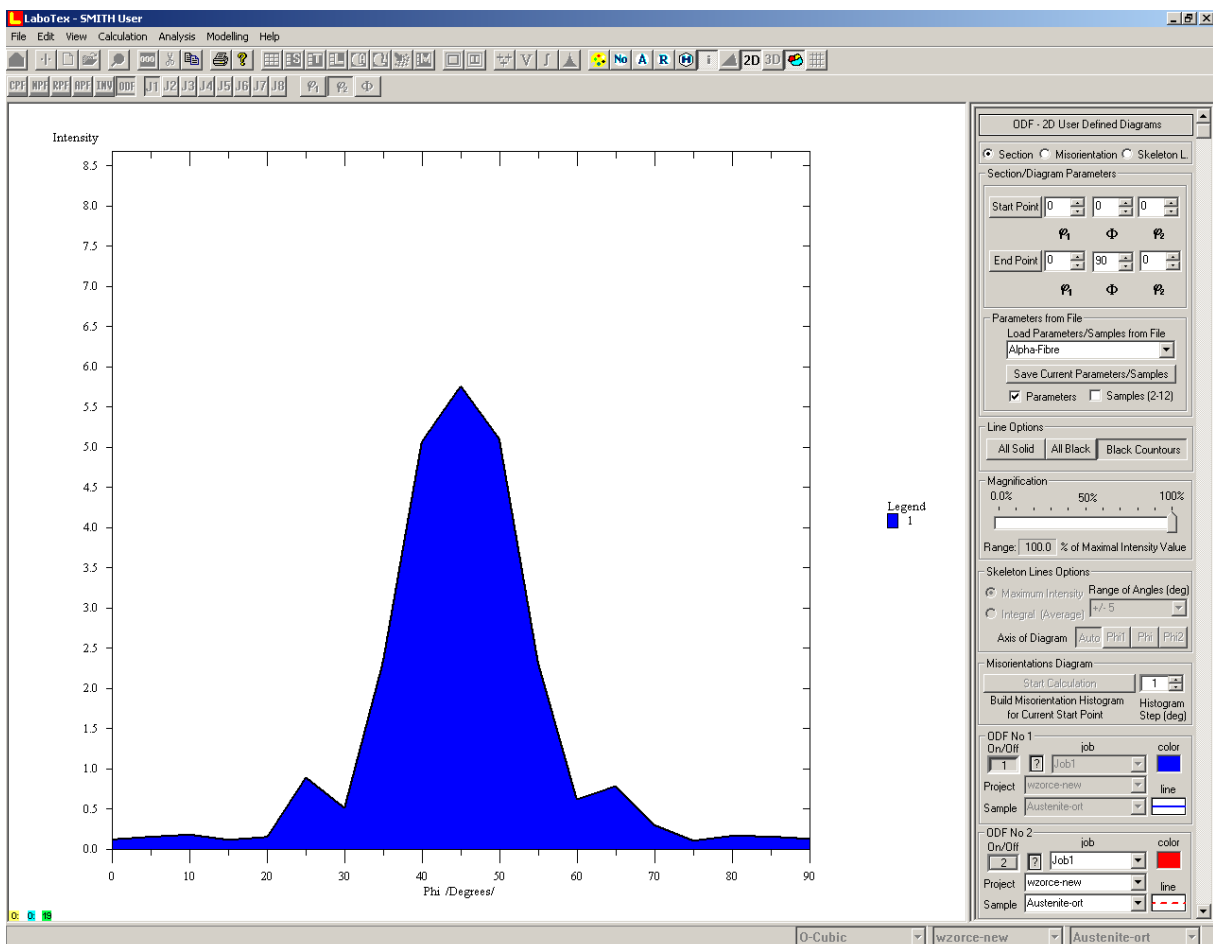 LaboTex - SMITH User
File Edit View Calculation Analysis Modelling Help
No A R H i 2D 3D
CPF NPF RPF APF INV ODF J1 J2 J3 J4 J5 J6 J7 J8 φ1 φ2 Φ
Intensity
8.5
8.0
7.5
7.0
6.5
6.0
5.5
5.0
4.5
4.0
3.5
3.0
2.5
2.0
1.5
1.0
0.5
0.0
0 10 20 30 40 50 60 70 80 90
Phi /Degrees/
Legend
1
0: 0: 19
ODF - 2D User Defined Diagrams
Section Misorientation Skeleton L.
Section/Diagram Parameters
Start Point 0 0 0
φ1 Φ φ2
End Point 0 90 0
φ1 Φ φ2
Parameters from File
Load Parameters/Samples from File
Alpha-Fibre
Save Current Parameters/Samples
Parameters Samples (2-12)
Line Options
All Solid All Black Black Countours
Magnification
0.0% 50% 100%
Range: 100.0 % of Maximal Intensity Value
Skeleton Lines Options
Maximum Intensity Range of Angles (deg)
Integral (Average) +/- 5
Axis of Diagram Auto Phi1 Phi Phi2
Misorientations Diagram
Start Calculation 1
Build Misorientation Histogram Histogram
for Current Start Point Step (deg)
ODF No 1
On/Off job color
1 ? Job1
Project wzorce-new line
Sample Austenite-ort
ODF No 2
On/Off job color
2 ? Job1
Project wzorce-new line
Sample Austenite-ort
O-Cubic wzorce-new Austenite-ort